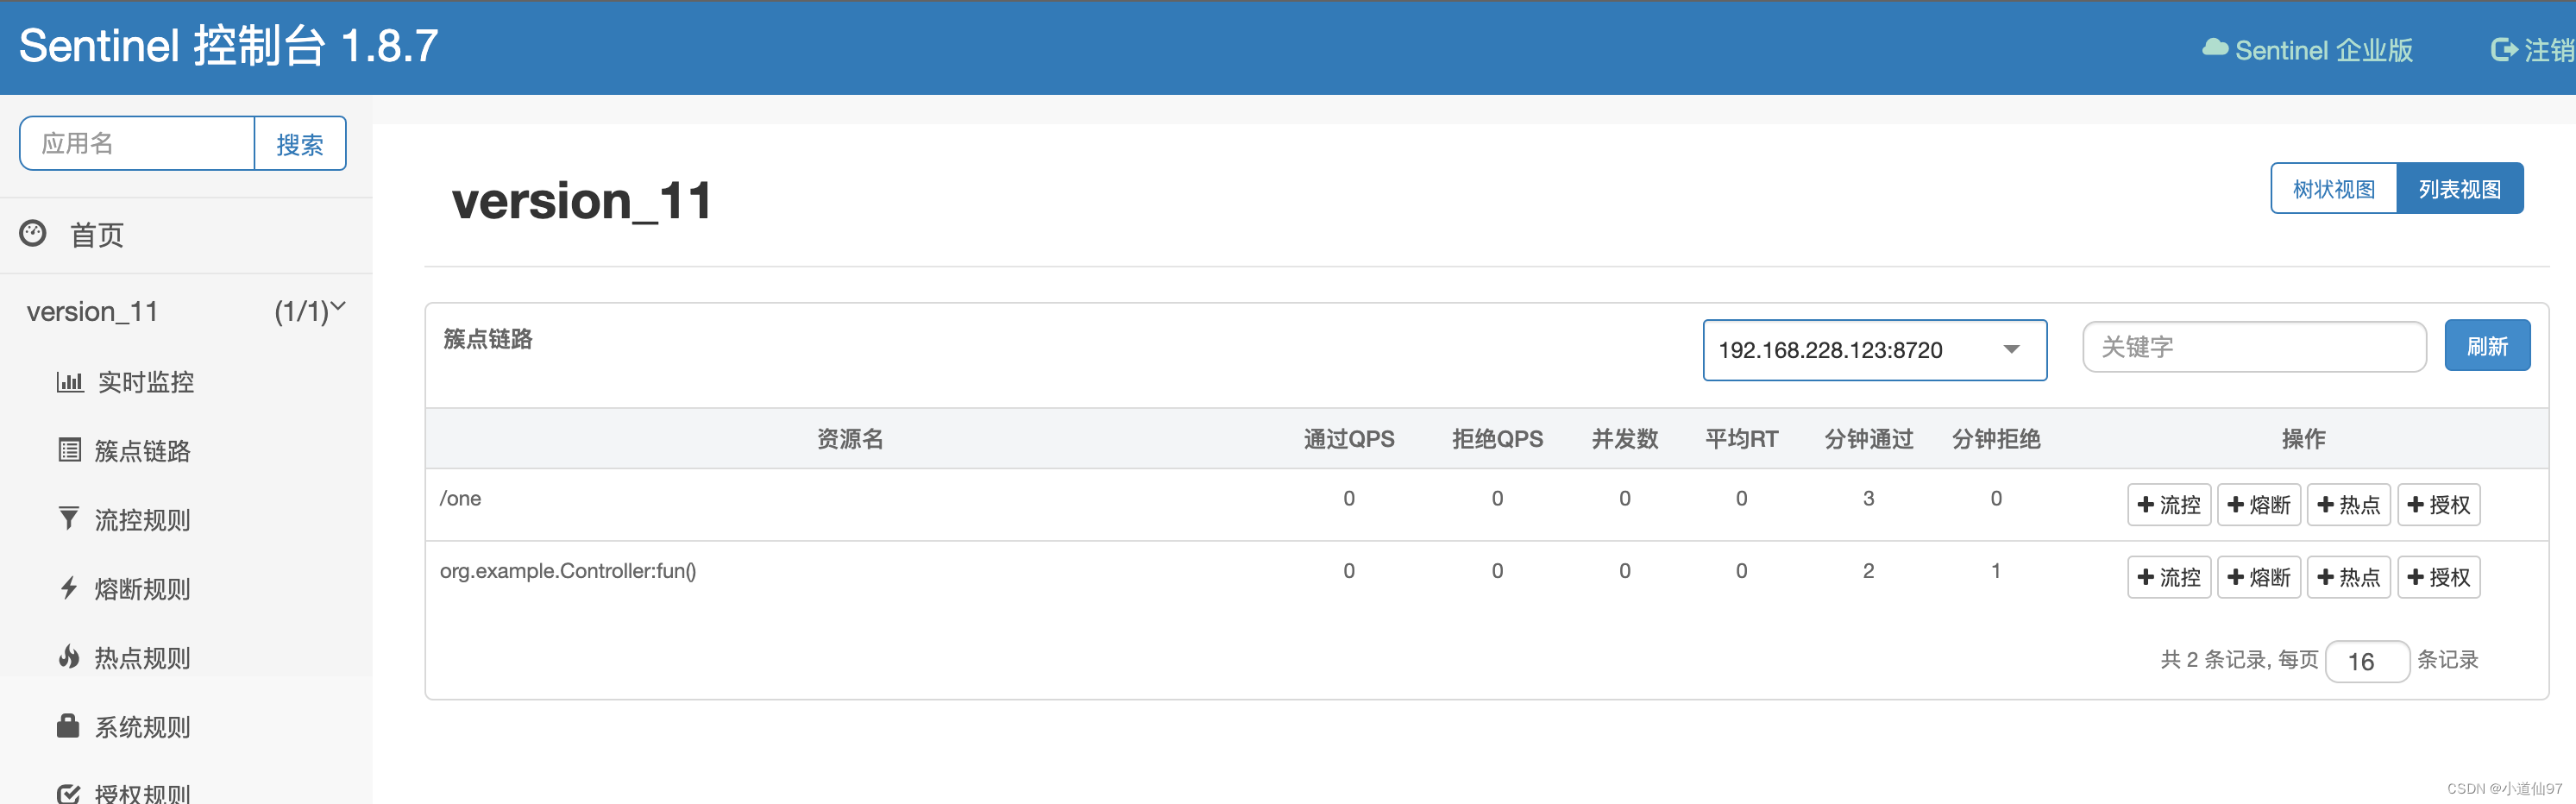 Sentinel 控制台 1.8.7
Sentinel 企业版
注销
应用名
搜索
首页
version_11 (1/1)
实时监控
簇点链路
流控规则
熔断规则
热点规则
系统规则
授权规则
version_11
树状视图
列表视图
簇点链路
192.168.228.123:8720
关键字
刷新
资源名 通过QPS 拒绝QPS 并发数 平均RT 分钟通过 分钟拒绝 操作
/one 0 0 0 0 3 0 流控 熔断 热点 授权
org.example.Controller:fun() 0 0 0 0 2 1 流控 熔断 热点 授权
共 2 条记录, 每页 16 条记录
CSDN @小道仙97